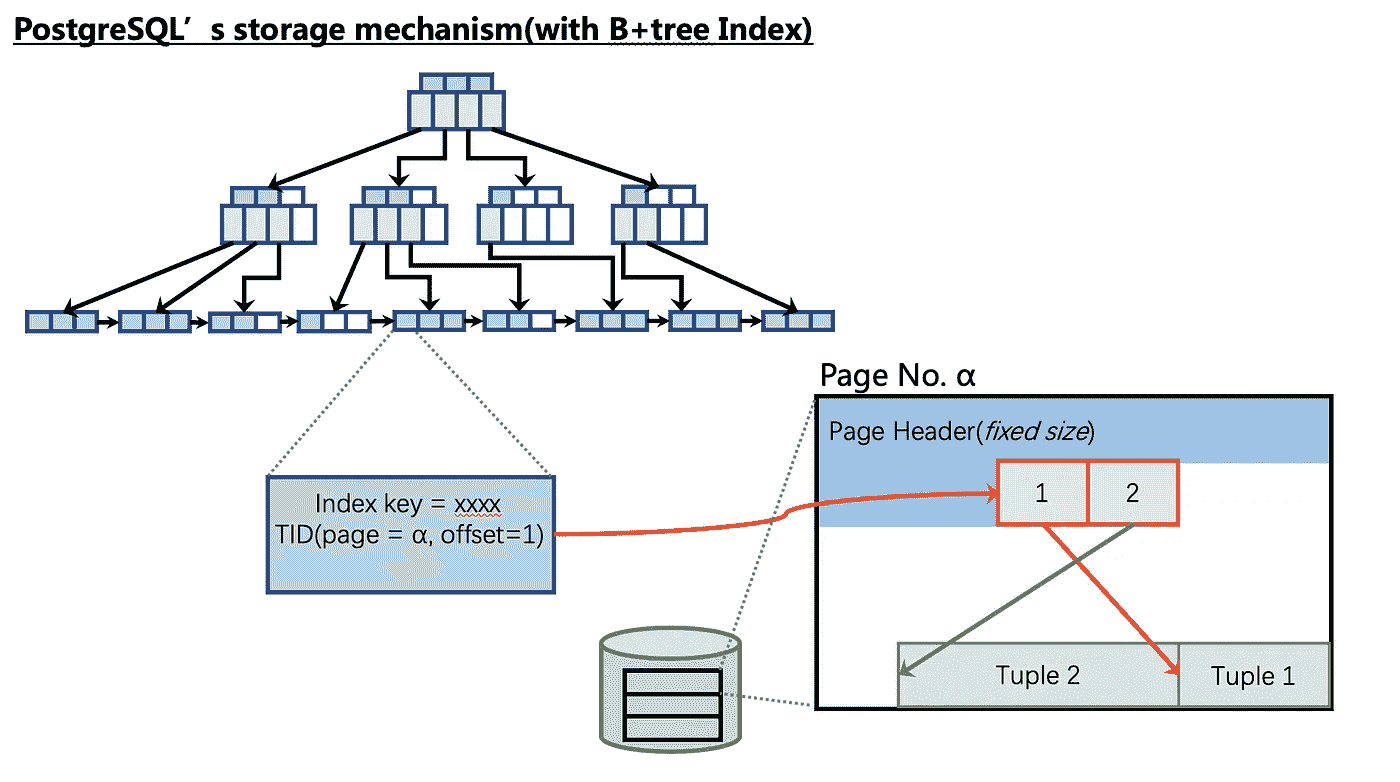 PostgreSQL’s storage mechanism(with B+tree Index)
Page No. α
Page Header(fixed size)
1 2
Index key = xxxx
TID(page = α, offset=1)
Tuple 2 Tuple 1